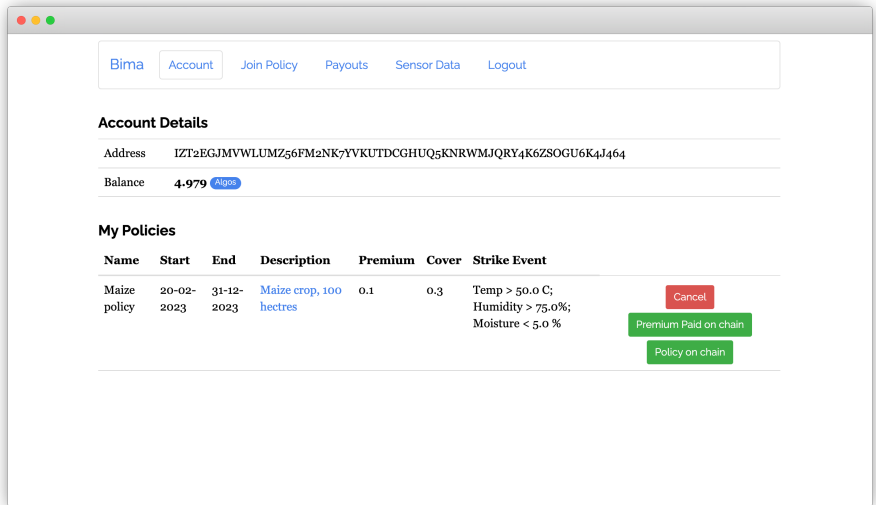 Bima Account Join Policy Payouts Sensor Data Logout
Account Details
Address IZT2EGJMVWLUMZ56FM2NK7YVKUTDCGHUQ5KNRWMJQRY4K6ZSOGU6K4J464
Balance 4.979 Algos
My Policies
Name Start End Description Premium Cover Strike Event
Maize 20-02- 31-12- Maize crop, 100 0.1 0.3 Temp > 50.0 C;
policy 2023 2023 hectres Humidity > 75.0%;
Moisture < 5.0 %
Cancel
Premium Paid on chain
Policy on chain